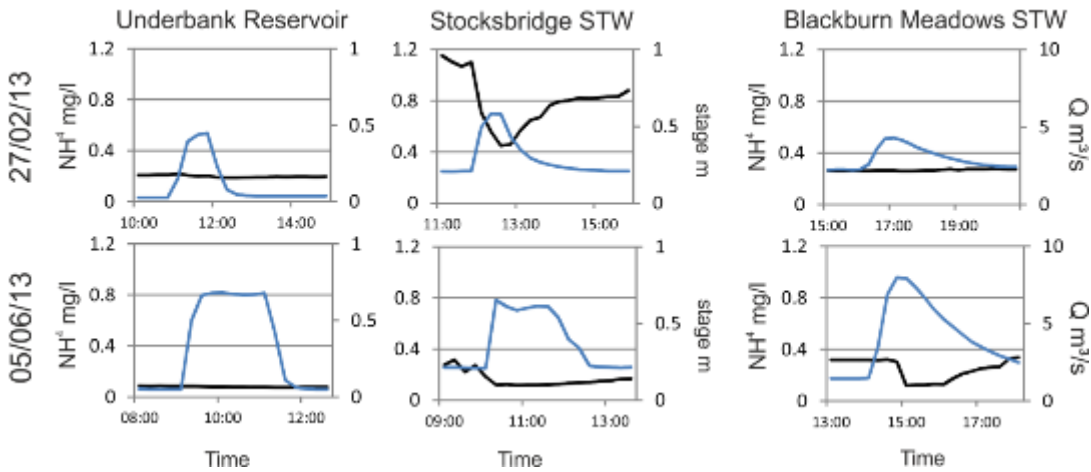 Underbank Reservoir Stocksbridge STW Blackburn Meadows STW
27/02/13
NH⁴ mg/l
1.2
0.8
0.4
0
1
0.5
0
10:00 12:00 14:00
1.2
0.8
0.4
0
1
0.5
0
stage m
11:00 13:00 15:00
NH⁴ mg/l
1.2
0.8
0.4
0
10
5
0
Q m³/s
15:00 17:00 19:00
05/06/13
NH⁴ mg/l
1.2
0.8
0.4
0
1
0.5
0
08:00 10:00 12:00
1.2
0.8
0.4
0
1
0.5
0
stage m
09:00 11:00 13:00
NH⁴ mg/l
1.2
0.8
0.4
0
10
5
0
Q m³/s
13:00 15:00 17:00
Time Time Time